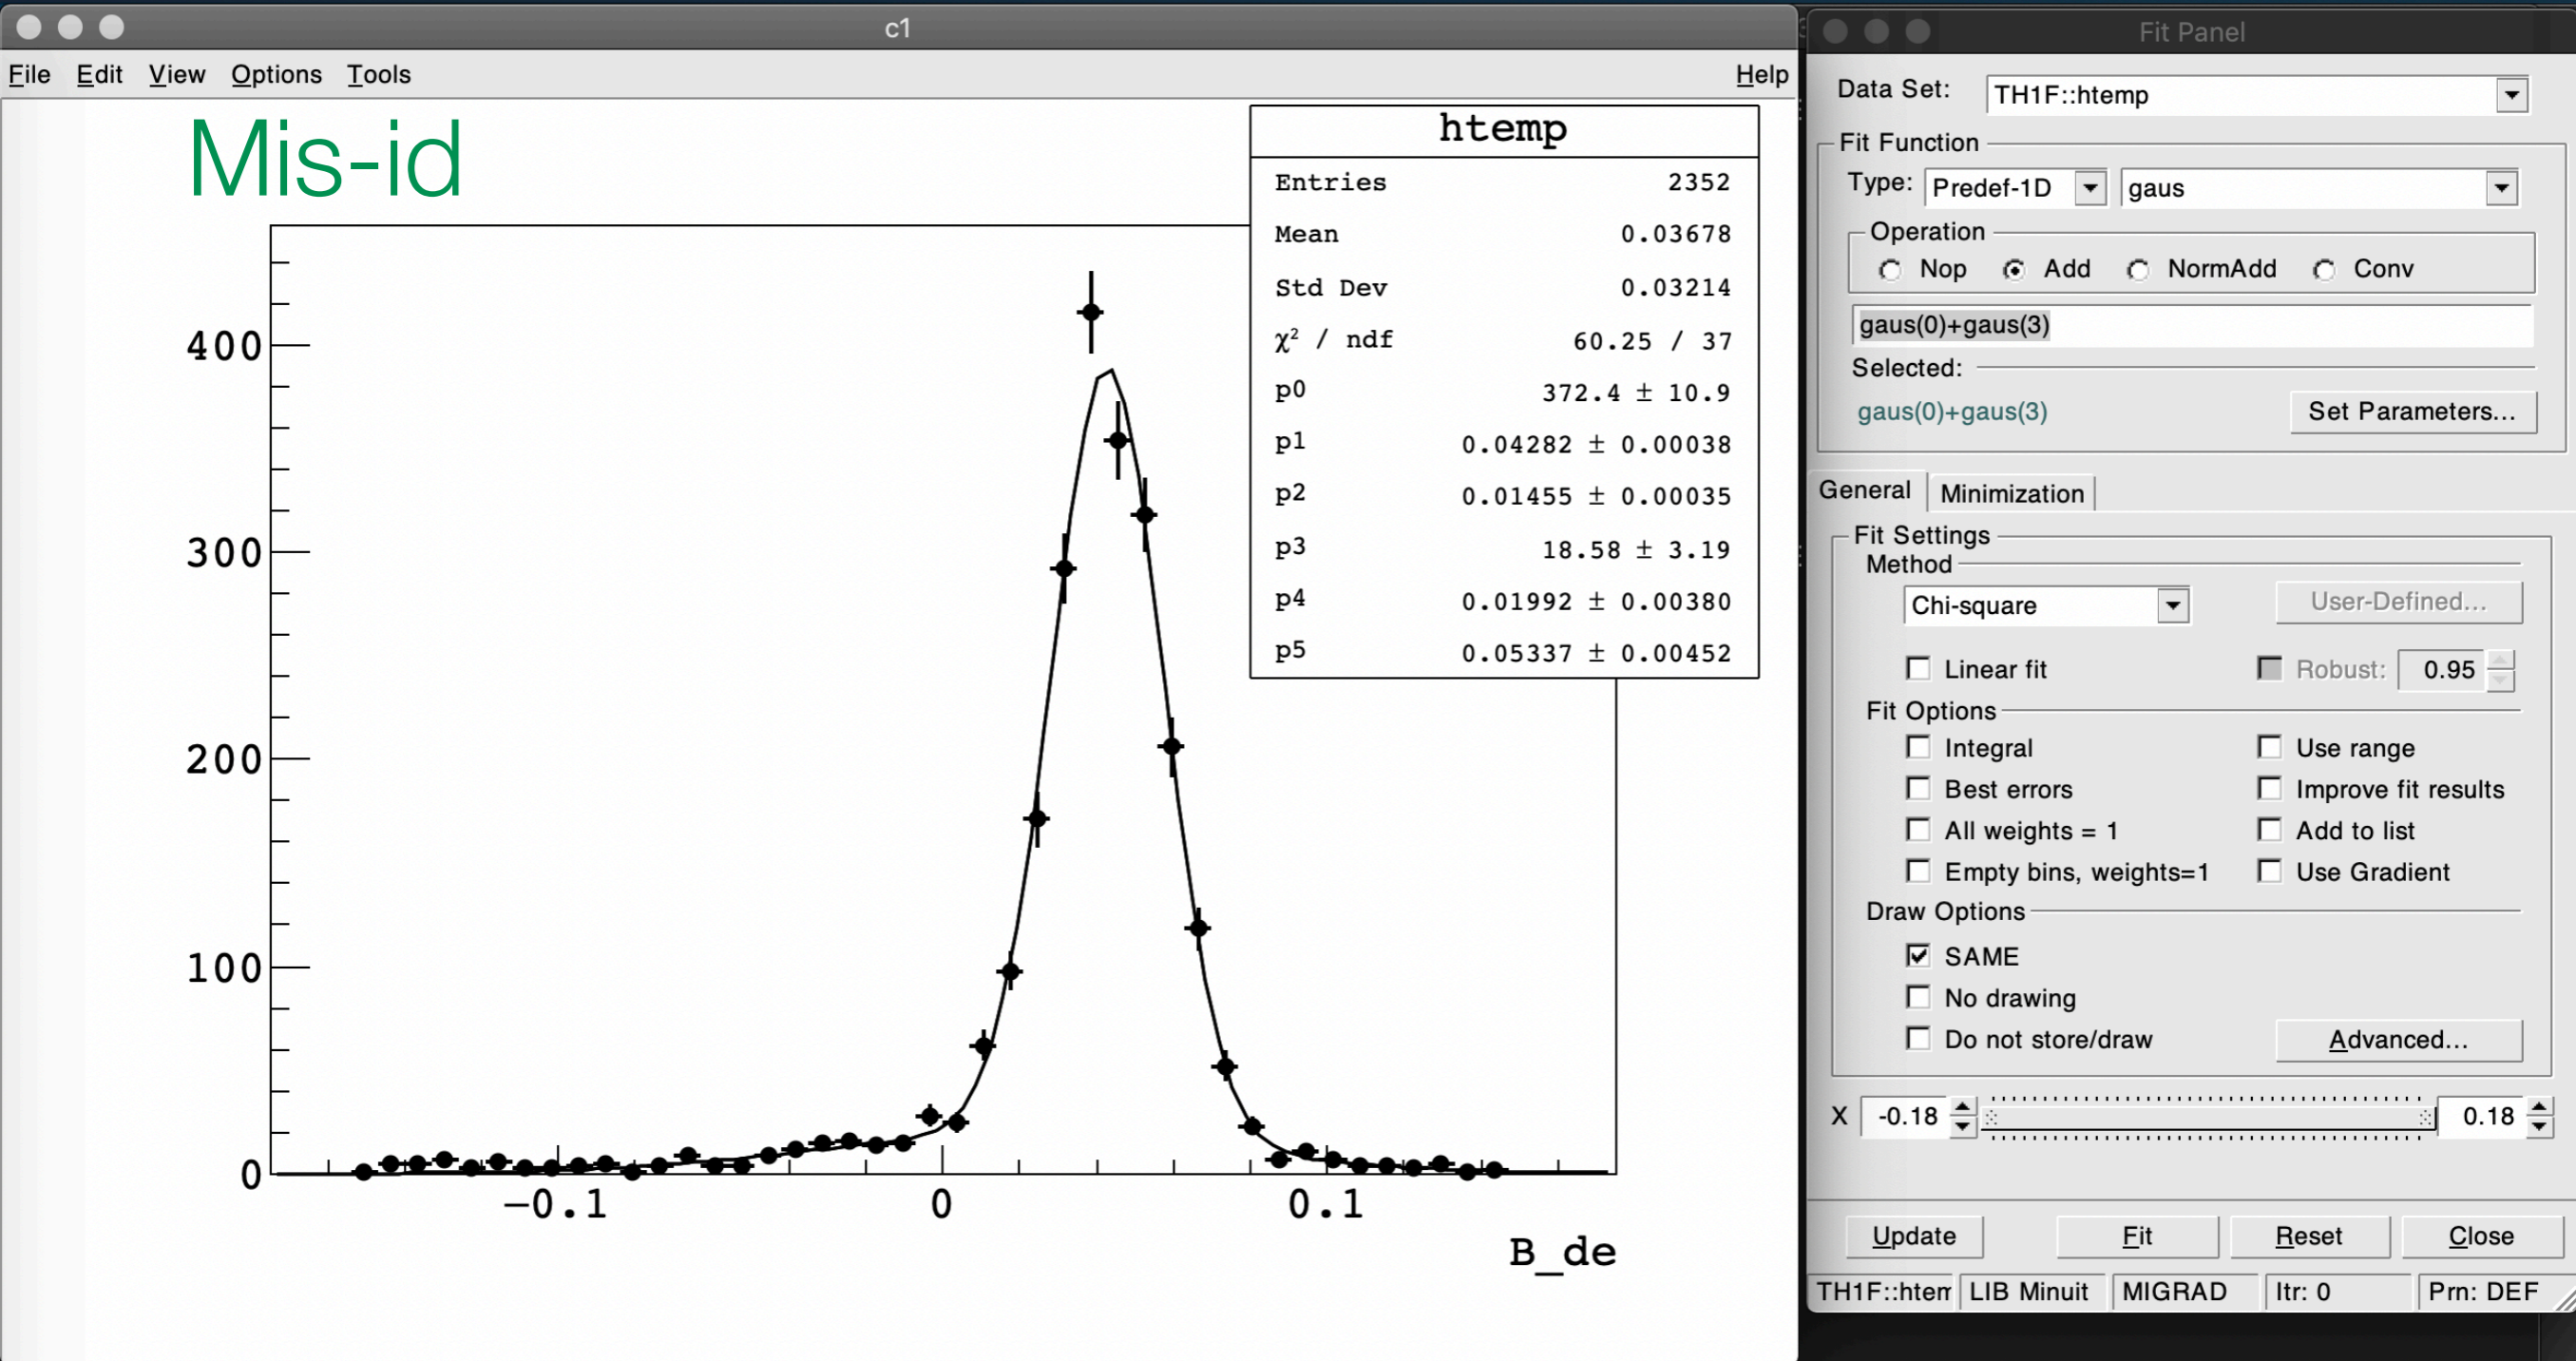 c1
File Edit View Options Tools Help
Mis-id
htemp
Entries 2352
Mean 0.03678
Std Dev 0.03214
χ² / ndf 60.25 / 37
p0 372.4 ± 10.9
p1 0.04282 ± 0.00038
p2 0.01455 ± 0.00035
p3 18.58 ± 3.19
p4 0.01992 ± 0.00380
p5 0.05337 ± 0.00452
400
300
200
100
0
−0.1 0 0.1
B_de
Fit Panel
Data Set: TH1F::htemp
Fit Function
Type: Predef-1D gaus
Operation
Nop Add NormAdd Conv
gaus(0)+gaus(3)
Selected:
gaus(0)+gaus(3) Set Parameters...
General Minimization
Fit Settings
Method
Chi-square User-Defined...
Linear fit Robust: 0.95
Fit Options
Integral Use range
Best errors Improve fit results
All weights = 1 Add to list
Empty bins, weights=1 Use Gradient
Draw Options
SAME
No drawing
Do not store/draw Advanced...
X -0.18 0.18
Update Fit Reset Close
TH1F::htem LIB Minuit MIGRAD Itr: 0 Prn: DEF